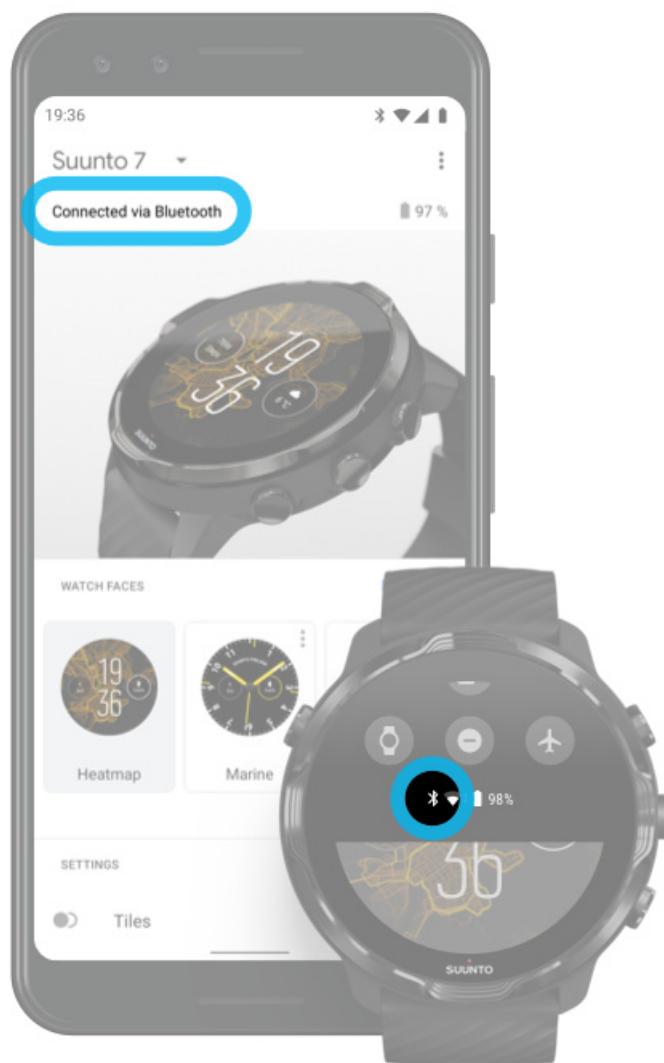 19:36
Suunto 7
Connected via Bluetooth
97 %
19
36
SUUNTO
WATCH FACES
19
36
Heatmap
Marine
SETTINGS
Tiles
98%
36
SUUNTO